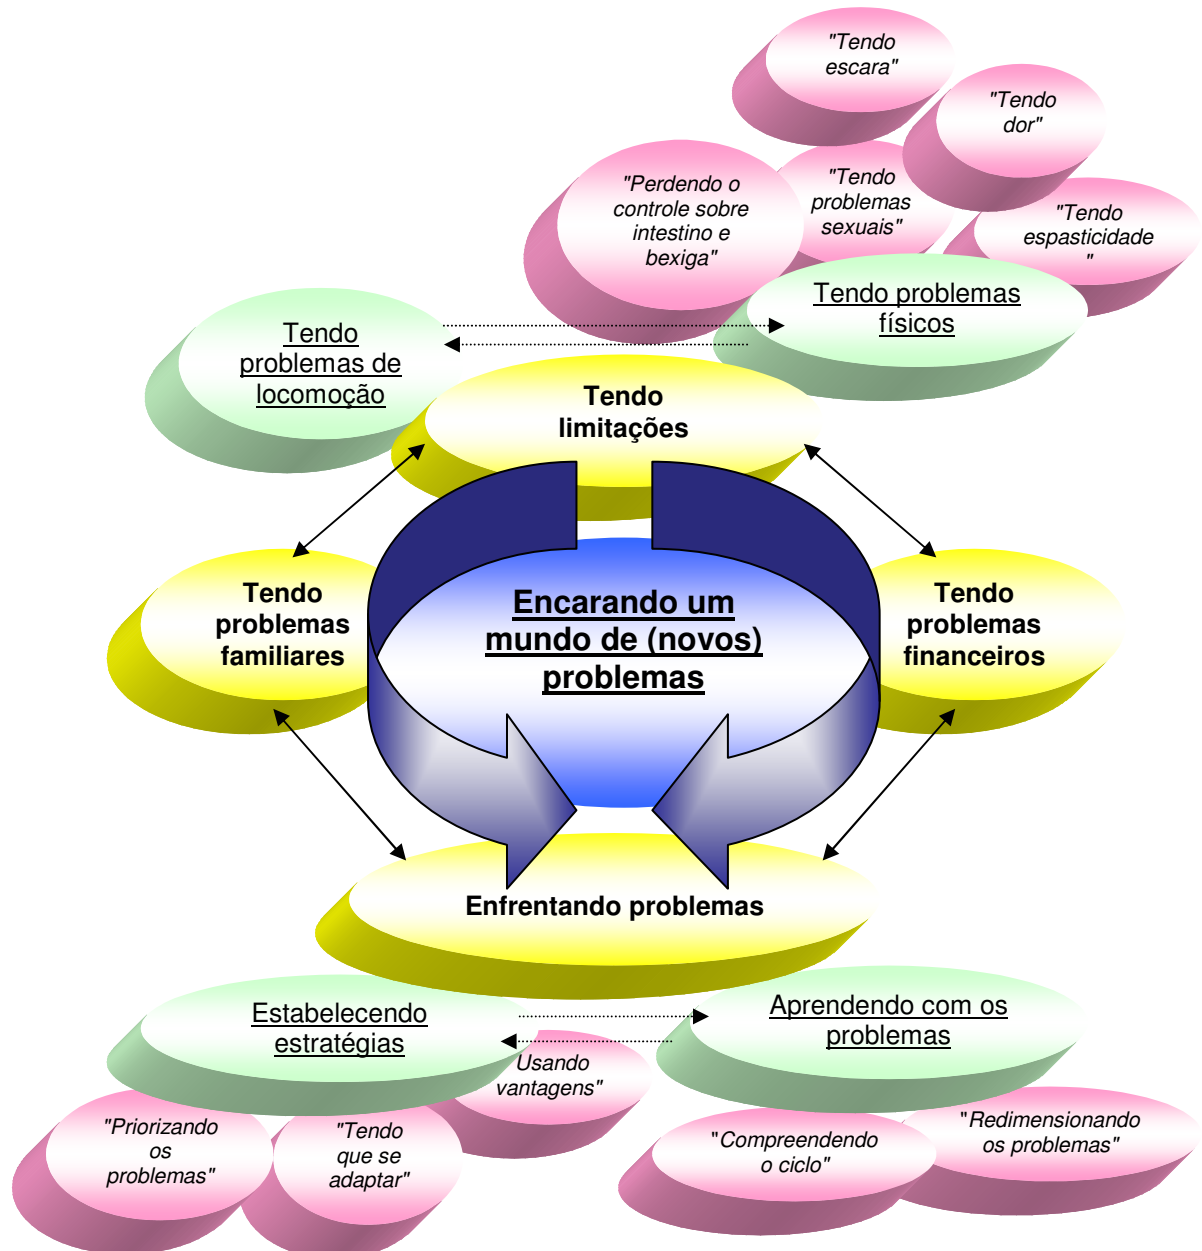 "Tendo
escara"
"Tendo
dor"
"Perdendo o
controle sobre
intestino e
bexiga"
"Tendo
problemas
sexuais"
"Tendo
espasticidade
"
Tendo problemas
físicos
Tendo
problemas de
locomoção
Tendo
limitações
Tendo
problemas
familiares
Encarando um
mundo de (novos)
problemas
Tendo
problemas
financeiros
Enfrentando problemas
Estabelecendo
estratégias
Aprendendo com os
problemas
Usando
vantagens"
"Priorizando
os
problemas"
"Tendo
que se
adaptar"
"Compreendendo
o ciclo"
"Redimensionando
os problemas"